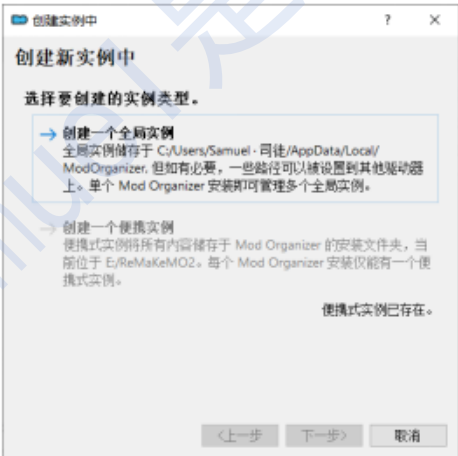 创建实例中
创建新实例中
选择要创建的实例类型。
创建一个全局实例
全局实例储存于 C:/Users/Samuel·司徒/AppData/Local/
ModOrganizer. 但如有必要，一些路径可以被设置到其他驱动器
上。单个 Mod Organizer 安装即可管理多个全局实例。
创建一个便携实例
便携式实例将所有内容储存于 Mod Organizer 的安装文件夹，当
前位于 E:/ReMaKeMO2。每个 Mod Organizer 安装仅能有一个便
携式实例。
便携式实例已存在。
<上一步 下一步> 取消